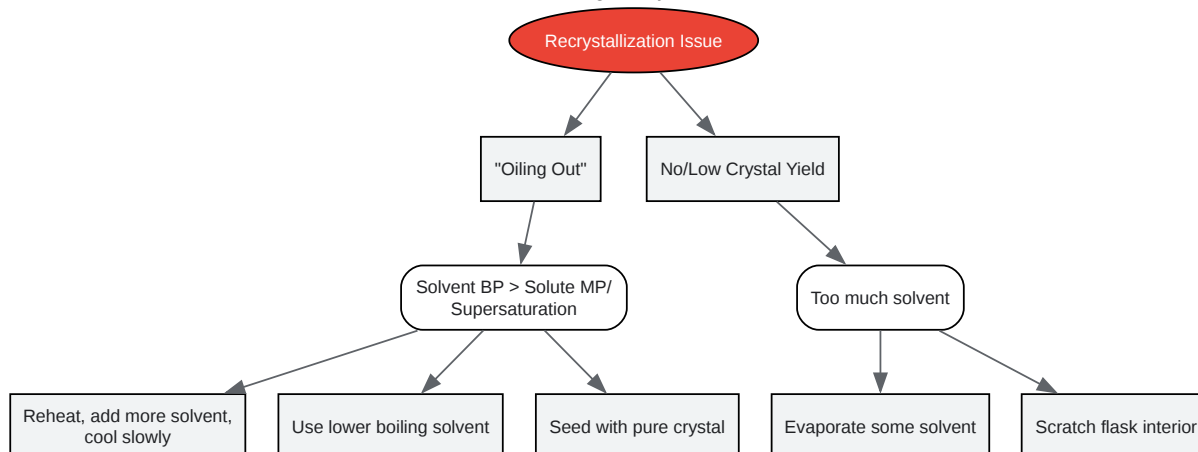 Recrystallization Issue
"Oiling Out"
No/Low Crystal Yield
Solvent BP > Solute MP/
Supersaturation
Too much solvent
Reheat, add more solvent,
cool slowly
Use lower boiling solvent
Seed with pure crystal
Evaporate some solvent
Scratch flask interior